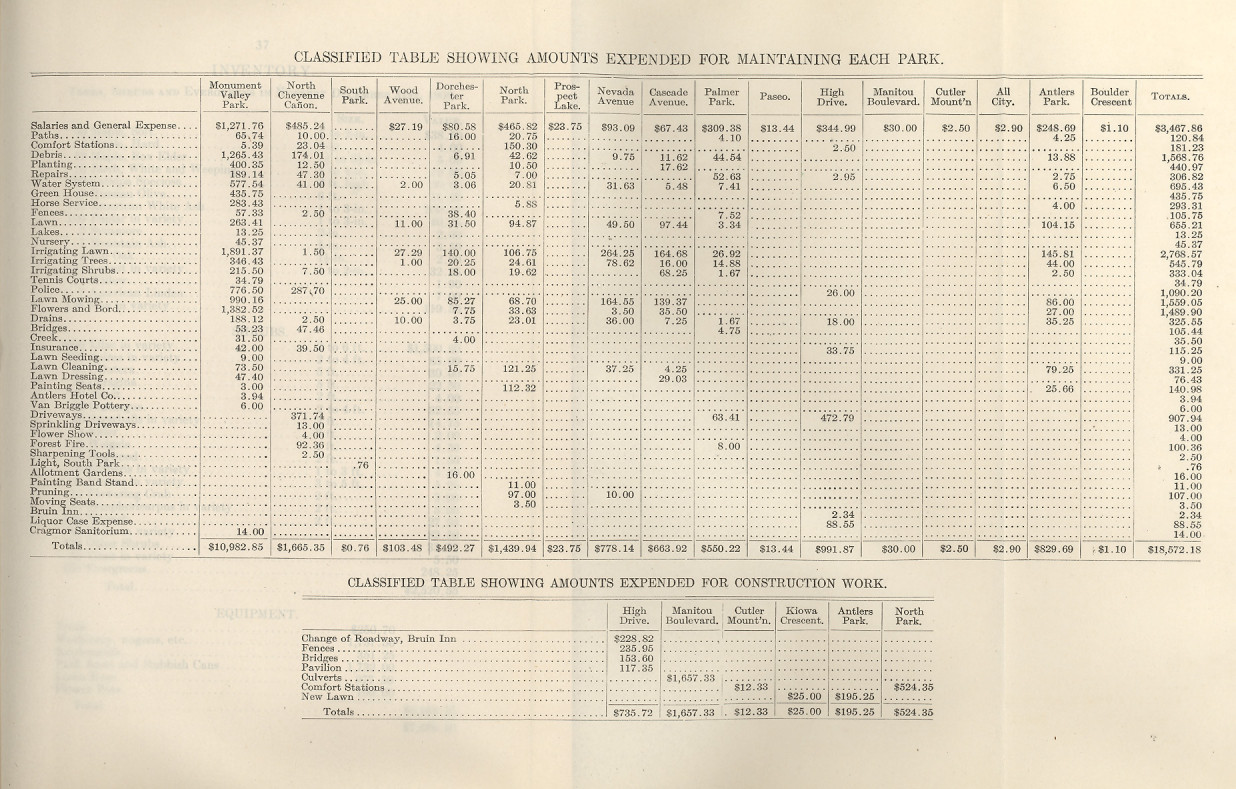 CLASSIFIED TABLE SHOWING AMOUNTS EXPENDED FOR MAINTAINING EACH PARK.
Monument Valley Park. North Cheyenne Cañon. South Park. Wood Avenue. Dorches-ter Park. North Park. Pros-pect Lake. Nevada Avenue Cascade Avenue. Palmer Park. Paseo. High Drive. Manitou Boulevard. Cutler Mount'n All City. Antlers Park. Boulder Crescent TOTALS.
Salaries and General Expense.... $1,271.76 $485.24 $27.19 $80.58 $465.82 $23.75 $93.09 $67.43 $309.38 $13.44 $344.99 $30.00 $2.50 $2.90 $248.69 $1.10 $3,467.86
Paths 65.74 10.00 16.00 20.75 4.10 4.25 120.84
Comfort Stations 5.39 23.04 150.30 2.50 181.23
Debris 1,265.43 174.01 6.91 42.62 9.75 11.62 44.54 13.88 1,568.76
Planting 400.35 12.50 10.50 17.62 440.97
Repairs 189.14 47.30 5.05 7.00 52.63 2.95 2.75 306.82
Water System 577.54 41.00 2.00 3.06 20.81 31.63 5.48 7.41 6.50 695.43
Green House 435.75 435.75
Horse Service 283.43 5.88 4.00 293.31
Fences 57.33 2.50 38.40 7.52 105.75
Lawn 263.41 11.00 31.50 94.87 49.50 97.44 3.34 104.15 655.21
Lakes 13.25 13.25
Nursery 45.37 45.37
Irrigating Lawn 1,891.37 1.50 27.29 140.00 106.75 264.25 164.68 26.92 145.81 2,768.57
Irrigating Trees 346.43 1.00 20.25 24.61 78.62 16.00 14.88 44.00 545.79
Irrigating Shrubs 215.50 7.50 18.00 19.62 68.25 1.67 2.50 333.04
Tennis Courts 34.79 34.79
Police 776.50 287.70 26.00 1,090.20
Lawn Mowing 990.16 25.00 85.27 68.70 164.55 139.37 86.00 1,559.05
Flowers and Bord 1,382.52 7.75 33.63 3.50 35.50 27.00 1,489.90
Drains 188.12 2.50 10.00 3.75 23.01 36.00 7.25 1.67 18.00 35.25 325.55
Bridges 53.23 47.46 4.75 105.44
Creek 31.50 4.00 35.50
Insurance 42.00 39.50 33.75 115.25
Lawn Seeding 9.00 9.00
Lawn Cleaning 73.50 15.75 121.25 37.25 4.25 79.25 331.25
Lawn Dressing 47.40 29.03 76.43
Painting Seats 3.00 112.32 25.66 140.98
Antlers Hotel Co. 3.94 3.94
Van Briggle Pottery 6.00 6.00
Driveways 371.74 63.41 472.79 907.94
Sprinkling Driveways 13.00 13.00
Flower Show 4.00 4.00
Forest Fire 92.36 8.00 100.36
Sharpening Tools 2.50 2.50
Light, South Park .76 .76
Allotment Gardens 16.00 16.00
Painting Band Stand 11.00 11.00
Pruning 97.00 10.00 107.00
Moving Seats 3.50 3.50
Bruin Inn 2.34 2.34
Liquor Case Expense 88.55 88.55
Cragmor Sanitorium 14.00 14.00
Totals $10,982.85 $1,665.35 $0.76 $103.48 $492.27 $1,439.94 $23.75 $778.14 $663.92 $550.22 $13.44 $991.87 $30.00 $2.50 $2.90 $829.69 $1.10 $18,572.18
CLASSIFIED TABLE SHOWING AMOUNTS EXPENDED FOR CONSTRUCTION WORK.
High Drive. Manitou Boulevard. Cutler Mount'n. Kiowa Crescent. Antlers Park. North Park.
Change of Roadway, Bruin Inn $228.82
Fences 235.95
Bridges 153.60
Pavilion 117.35
Culverts $1,657.33
Comfort Stations $12.33 $524.35
New Lawn $25.00 $195.25
Totals $735.72 $1,657.33 $12.33 $25.00 $195.25 $524.35